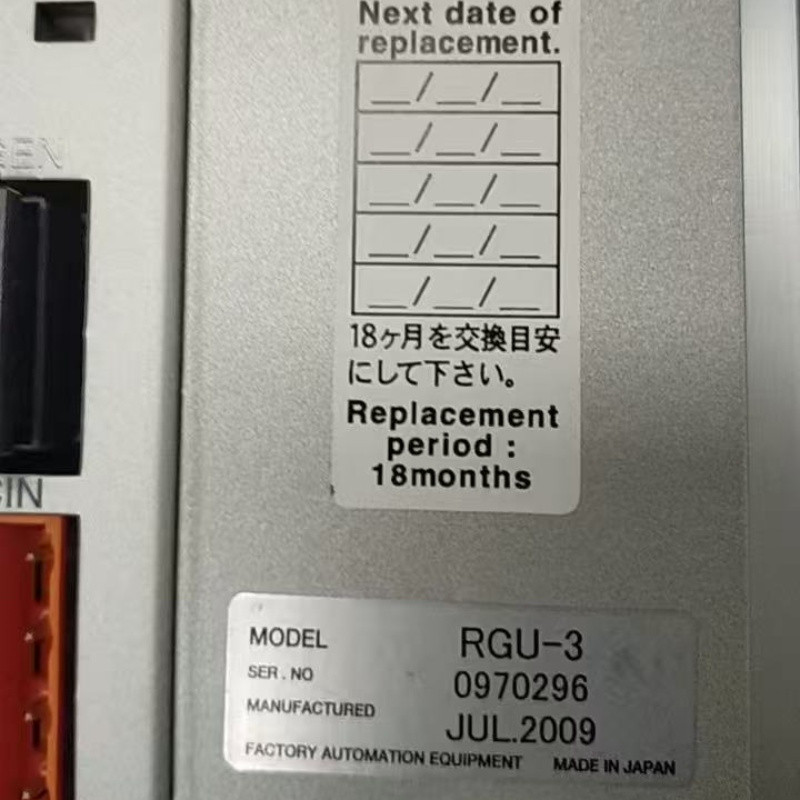 Next date of
replacement.
__/__/__
__/__/__
__/__/__
__/__/__
__/__/__
18ヶ月を交換目安
にして下さい。
Replacement
period :
18months
MODEL RGU-3
SER.NO 0970296
MANUFACTURED JUL.2009
FACTORY AUTOMATION EQUIPMENT MADE IN JAPAN